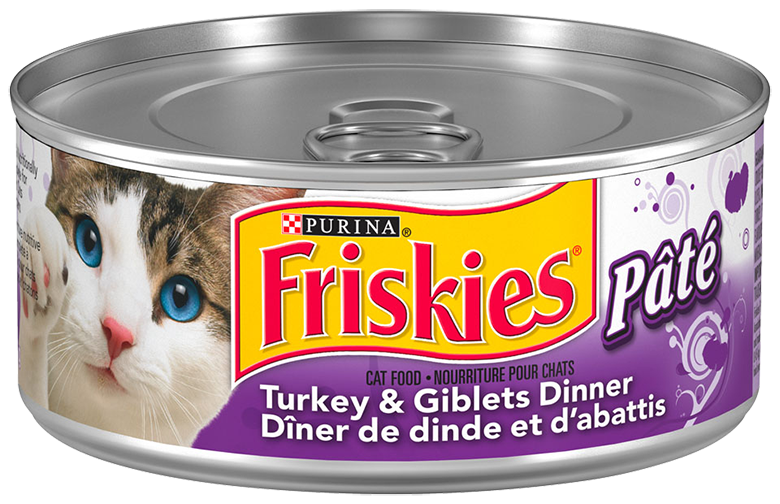 PURINA®
Friskies®
Pâté
CAT FOOD • NOURRITURE POUR CHATS
Turkey & Giblets Dinner
Dîner de dinde et d'abattis